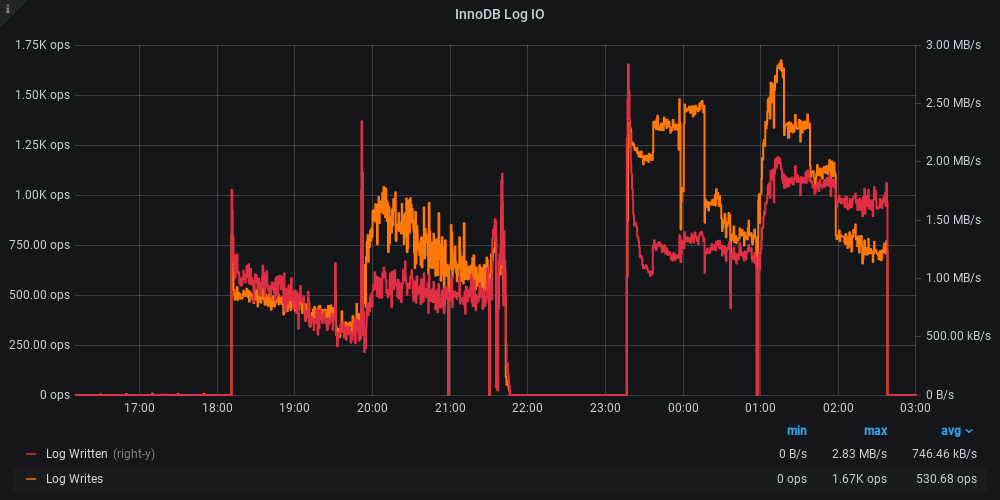 i
InnoDB Log IO
1.75K ops
1.50K ops
1.25K ops
1.00K ops
750.00 ops
500.00 ops
250.00 ops
0 ops
3.00 MB/s
2.50 MB/s
2.00 MB/s
1.50 MB/s
1.00 MB/s
500.00 kB/s
0 B/s
17:00 18:00 19:00 20:00 21:00 22:00 23:00 00:00 01:00 02:00 03:00
min max avg
Log Written (right-y) 0 B/s 2.83 MB/s 746.46 kB/s
Log Writes 0 ops 1.67K ops 530.68 ops